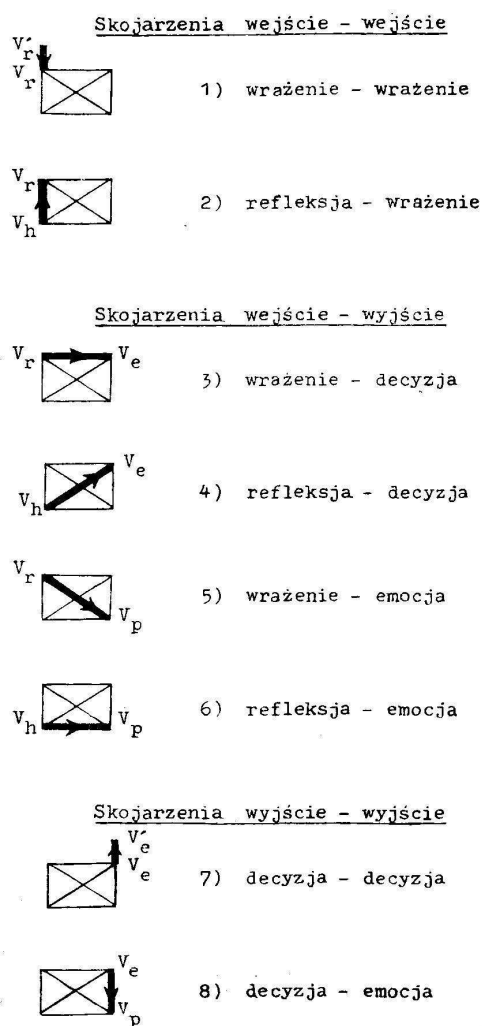 Skojarzenia wejście - wejście
V′r
Vr
1) wrażenie - wrażenie
Vr
2) refleksja - wrażenie
Vh
Skojarzenia wejście - wyjście
Vr Ve
3) wrażenie - decyzja
Ve
4) refleksja - decyzja
Vh
Vr
5) wrażenie - emocja
Vp
6) refleksja - emocja
Vh Vp
Skojarzenia wyjście - wyjście
V′e
Ve
7) decyzja - decyzja
Ve
8) decyzja - emocja
Vp